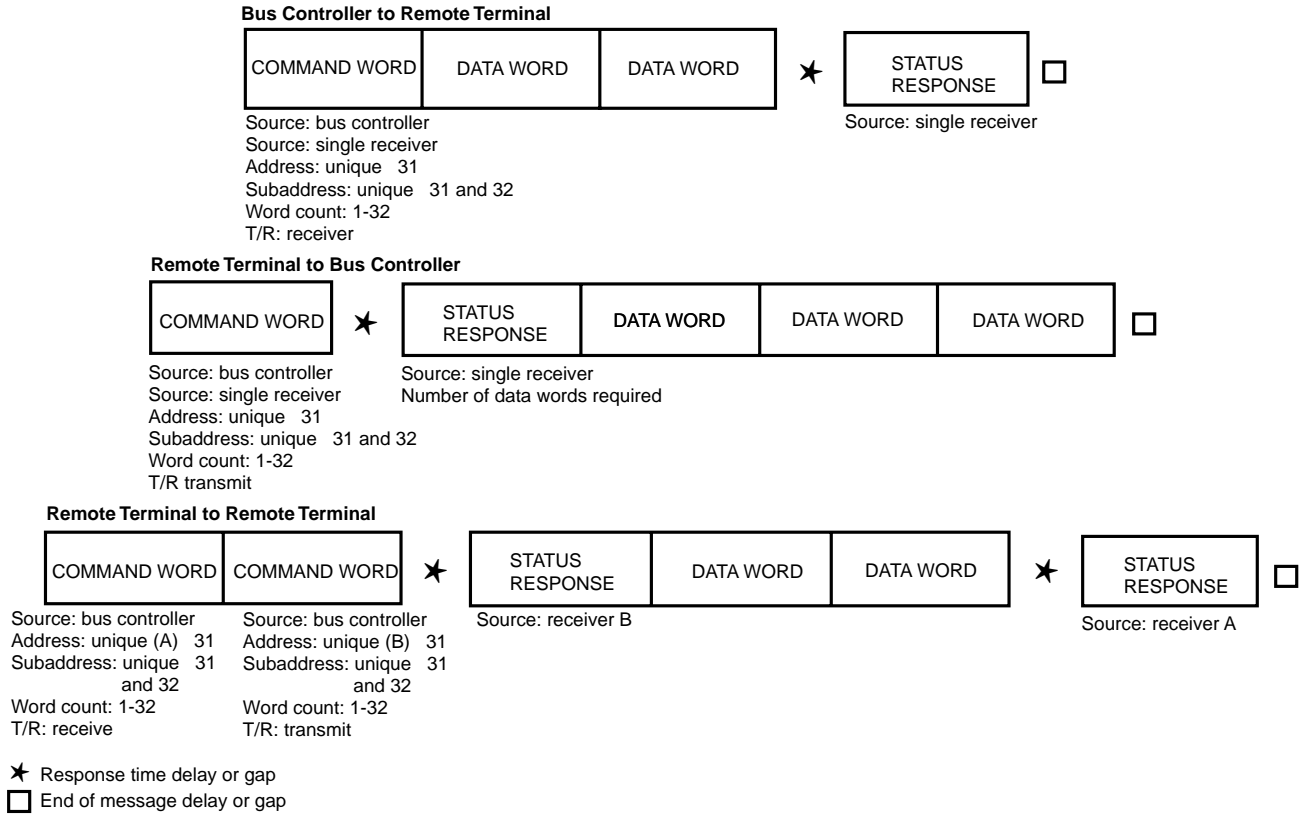 Bus Controller to Remote Terminal
COMMAND WORD DATA WORD DATA WORD STATUS
RESPONSE
Source: bus controller
Source: single receiver
Address: unique 31
Subaddress: unique 31 and 32
Word count: 1-32
T/R: receiver
Source: single receiver
Remote Terminal to Bus Controller
COMMAND WORD STATUS
RESPONSE DATA WORD DATA WORD DATA WORD
Source: bus controller
Source: single receiver
Address: unique 31
Subaddress: unique 31 and 32
Word count: 1-32
T/R transmit
Source: single receiver
Number of data words required
Remote Terminal to Remote Terminal
COMMAND WORD COMMAND WORD STATUS
RESPONSE DATA WORD DATA WORD STATUS
RESPONSE
Source: bus controller
Address: unique (A) 31
Subaddress: unique 31
and 32
Word count: 1-32
T/R: receive
Source: bus controller
Address: unique (B) 31
Subaddress: unique 31
and 32
Word count: 1-32
T/R: transmit
Source: receiver B
Source: receiver A
Response time delay or gap
End of message delay or gap